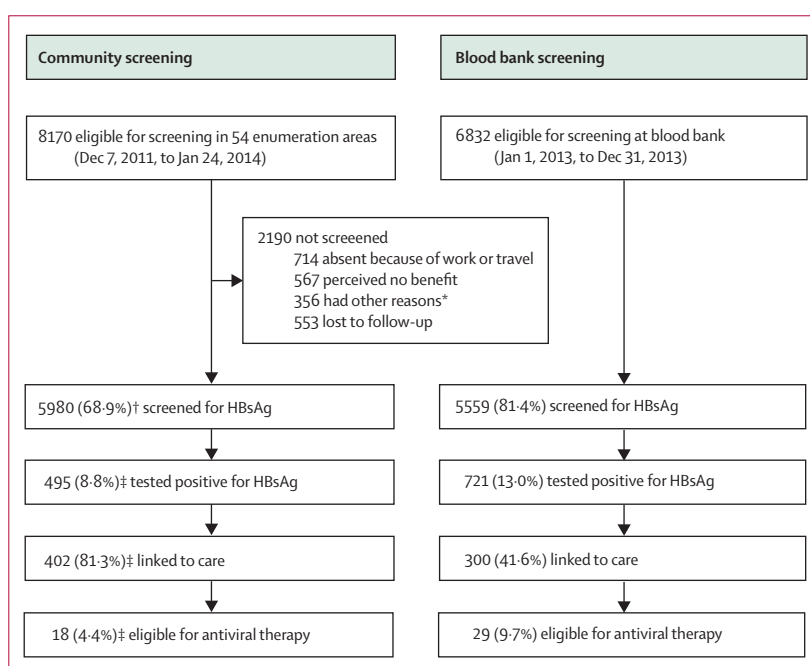 Community screening
Blood bank screening
8170 eligible for screening in 54 enumeration areas
(Dec 7, 2011, to Jan 24, 2014)
6832 eligible for screening at blood bank
(Jan 1, 2013, to Dec 31, 2013)
2190 not screeened
714 absent because of work or travel
567 perceived no benefit
356 had other reasons*
553 lost to follow-up
5980 (68·9%)† screened for HBsAg
5559 (81·4%) screened for HBsAg
495 (8·8%)‡ tested positive for HBsAg
721 (13·0%) tested positive for HBsAg
402 (81·3%)‡ linked to care
300 (41·6%) linked to care
18 (4·4%)‡ eligible for antiviral therapy
29 (9·7%) eligible for antiviral therapy